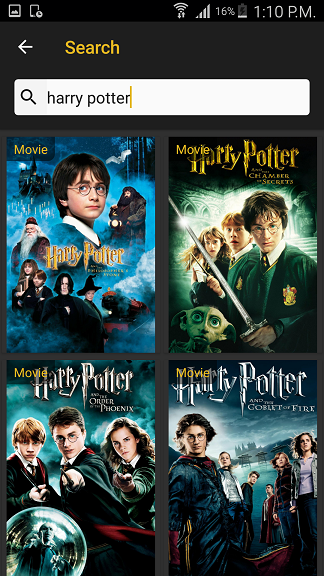 16% 1:10 P.M.
Search
harry potter
Movie
Harry Potter
Movie
Harry Potter
AND THE
CHAMBER
OF SECRETS
Movie
Harry Potter
AND THE
ORDER
OF THE
PHOENIX
Movie
Harry Potter
AND THE
GOBLET OF FIRE